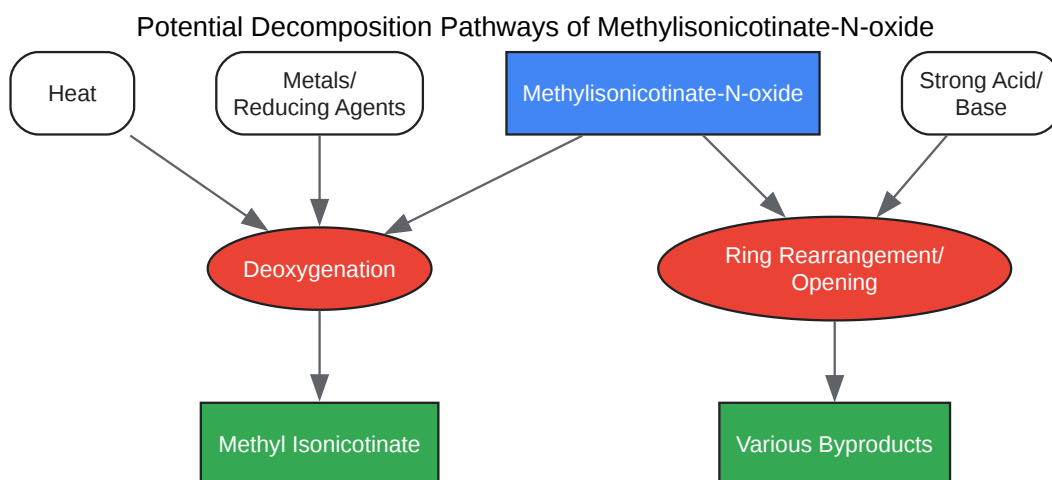 Potential Decomposition Pathways of Methylisonicotinate-N-oxide
Heat
Metals/
Reducing Agents
Methylisonicotinate-N-oxide
Strong Acid/
Base
Deoxygenation
Ring Rearrangement/
Opening
Methyl Isonicotinate
Various Byproducts